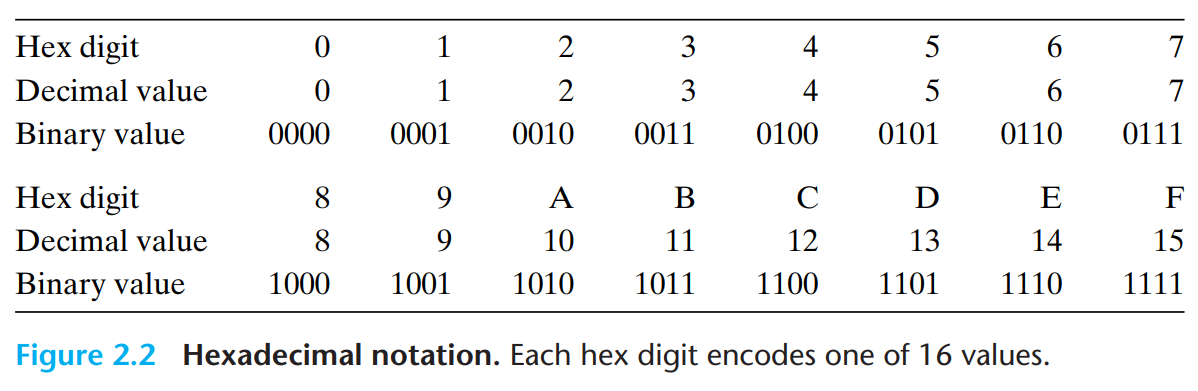 Hex digit 0 1 2 3 4 5 6 7
Decimal value 0 1 2 3 4 5 6 7
Binary value 0000 0001 0010 0011 0100 0101 0110 0111
Hex digit 8 9 A B C D E F
Decimal value 8 9 10 11 12 13 14 15
Binary value 1000 1001 1010 1011 1100 1101 1110 1111
Figure 2.2 Hexadecimal notation. Each hex digit encodes one of 16 values.